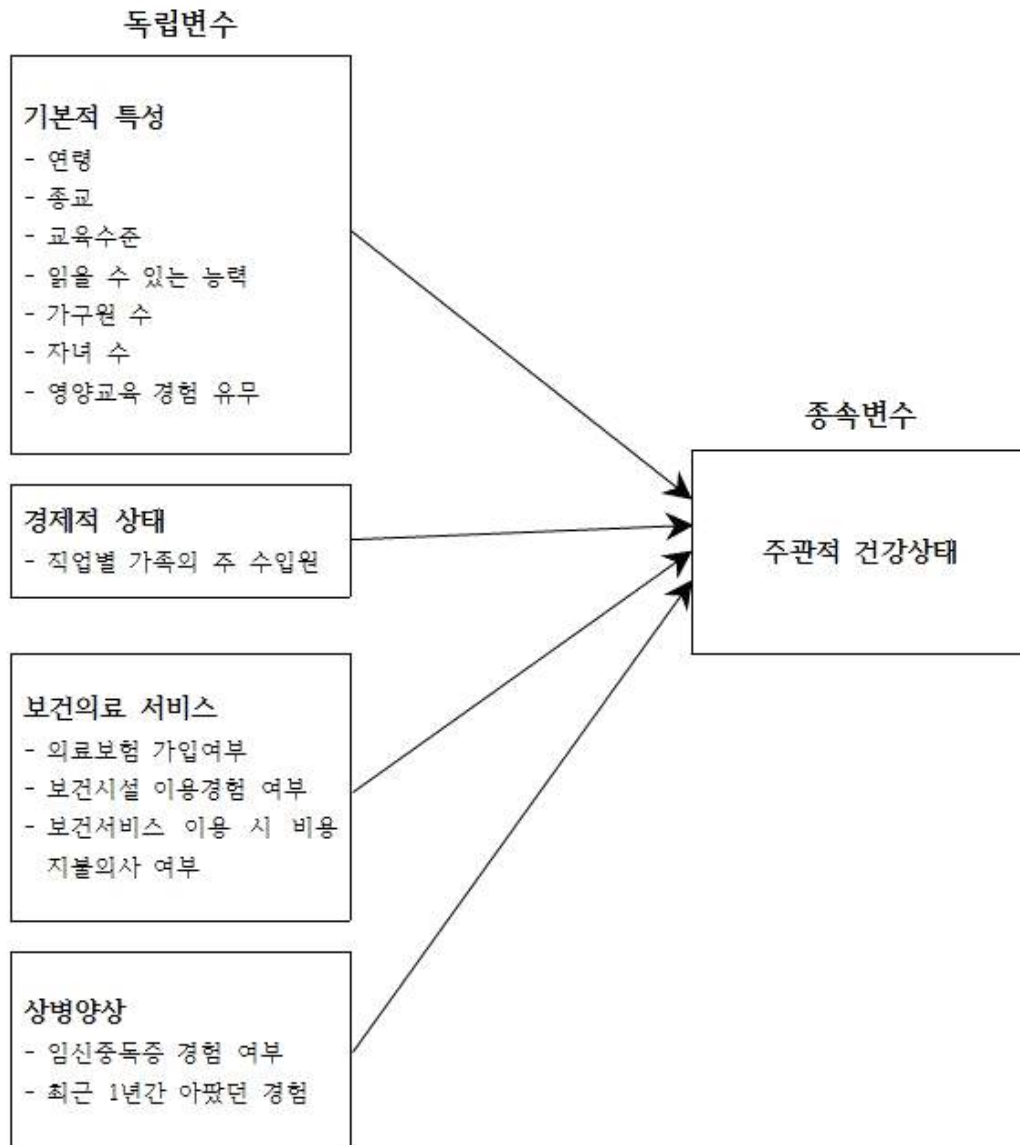 독립변수
기본적 특성
- 연령
- 종교
- 교육수준
- 읽을 수 있는 능력
- 가구원 수
- 자녀 수
- 영양교육 경험 유무
경제적 상태
- 직업별 가족의 주 수입원
보건의료 서비스
- 의료보험 가입여부
- 보건시설 이용경험 여부
- 보건서비스 이용 시 비용
지불의사 여부
상병양상
- 임신중독증 경험 여부
- 최근 1년간 아팠던 경험
종속변수
주관적 건강상태